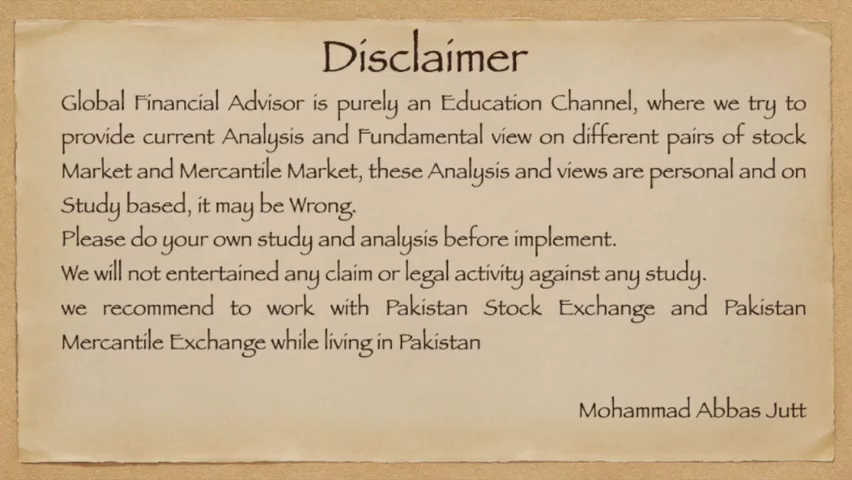 Disclaimer
Global Financial Advisor is purely an Education Channel, where we try to
provide current Analysis and Fundamental view on different pairs of stock
Market and Mercantile Market, these Analysis and views are personal and on
Study based, it may be Wrong.
Please do your own study and analysis before implement.
We will not entertained any claim or legal activity against any study.
we recommend to work with Pakistan Stock Exchange and Pakistan
Mercantile Exchange while living in Pakistan
Mohammad Abbas Jutt